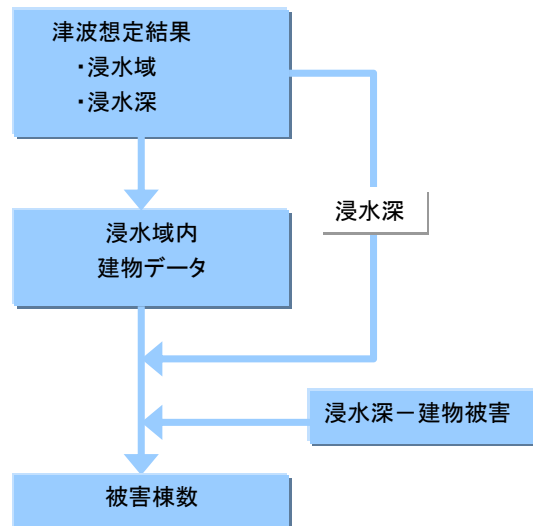 津波想定結果
・浸水域
・浸水深
浸水深
浸水域内
建物データ
浸水深－建物被害
被害棟数